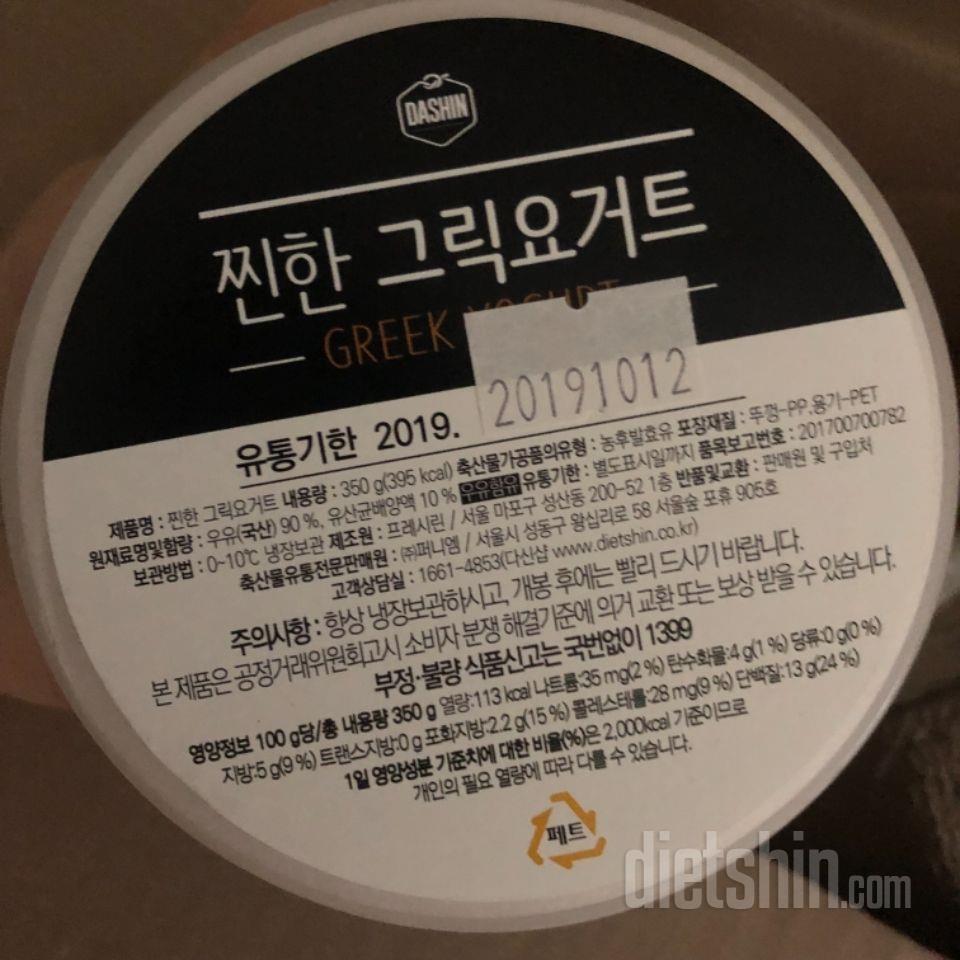 DASHIN
찐한 그릭요거트
GREEK YOGURT
유통기한 2019. 20191012
제품명 : 찐한 그릭요거트 내용량 : 350 g(395 kcal) 축산물가공품의유형 : 농후발효유 포장재질 : 뚜껑-PP,용기-PET
원재료명및함량 : 우유(국산) 90 %, 유산균배양액 10 % 우유함유 유통기한 : 별도표시일까지 품목보고번호 : 201700700782
보관방법 : 0-10℃ 냉장보관 제조원 : 프레시린 / 서울 마포구 성산동 200-52 1층 반품및교환 : 판매원 및 구입처
축산물유통전문판매원 : ㈜퍼니엠 / 서울시 성동구 왕십리로 58 서울숲 포휴 905호
고객상담실 : 1661-4853(다신샵 www.dietshin.co.kr)
주의사항 : 항상 냉장보관하시고, 개봉 후에는 빨리 드시기 바랍니다.
본 제품은 공정거래위원회고시 소비자 분쟁 해결기준에 의거 교환 또는 보상 받을 수 있습니다.
부정·불량 식품신고는 국번없이 1399
영양정보 100 g당/총 내용량 350 g 열량:113 kcal 나트륨:35 mg(2 %) 탄수화물:4 g(1 %) 당류:0 g(0 %)
지방:5 g(9 %) 트랜스지방:0 g 포화지방:2.2 g(15 %) 콜레스테롤:28 mg(9 %) 단백질:13 g(24 %)
1일 영양성분 기준치에 대한 비율(%)은 2,000kcal 기준이므로
개인의 필요 열량에 따라 다를 수 있습니다.
페트
dietshin.com